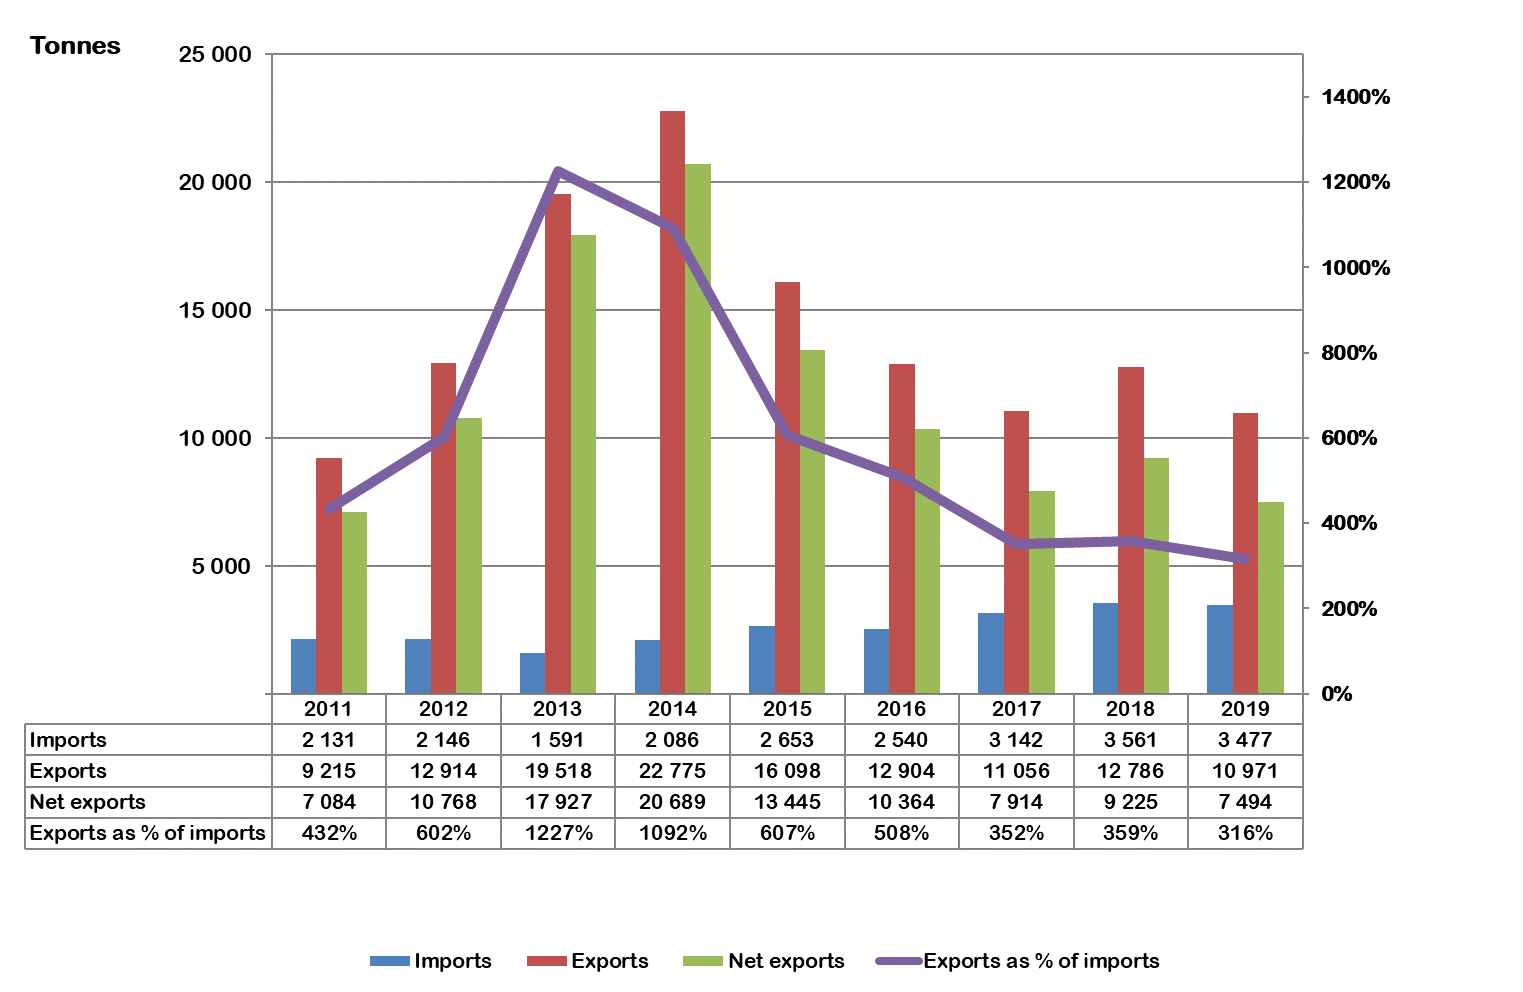 Tonnes
25 000
20 000
15 000
10 000
5 000
1400%
1200%
1000%
800%
600%
400%
200%
0%
2011 2012 2013 2014 2015 2016 2017 2018 2019
Imports 2 131 2 146 1 591 2 086 2 653 2 540 3 142 3 561 3 477
Exports 9 215 12 914 19 518 22 775 16 098 12 904 11 056 12 786 10 971
Net exports 7 084 10 768 17 927 20 689 13 445 10 364 7 914 9 225 7 494
Exports as % of imports 432% 602% 1227% 1092% 607% 508% 352% 359% 316%
Imports Exports Net exports Exports as % of imports